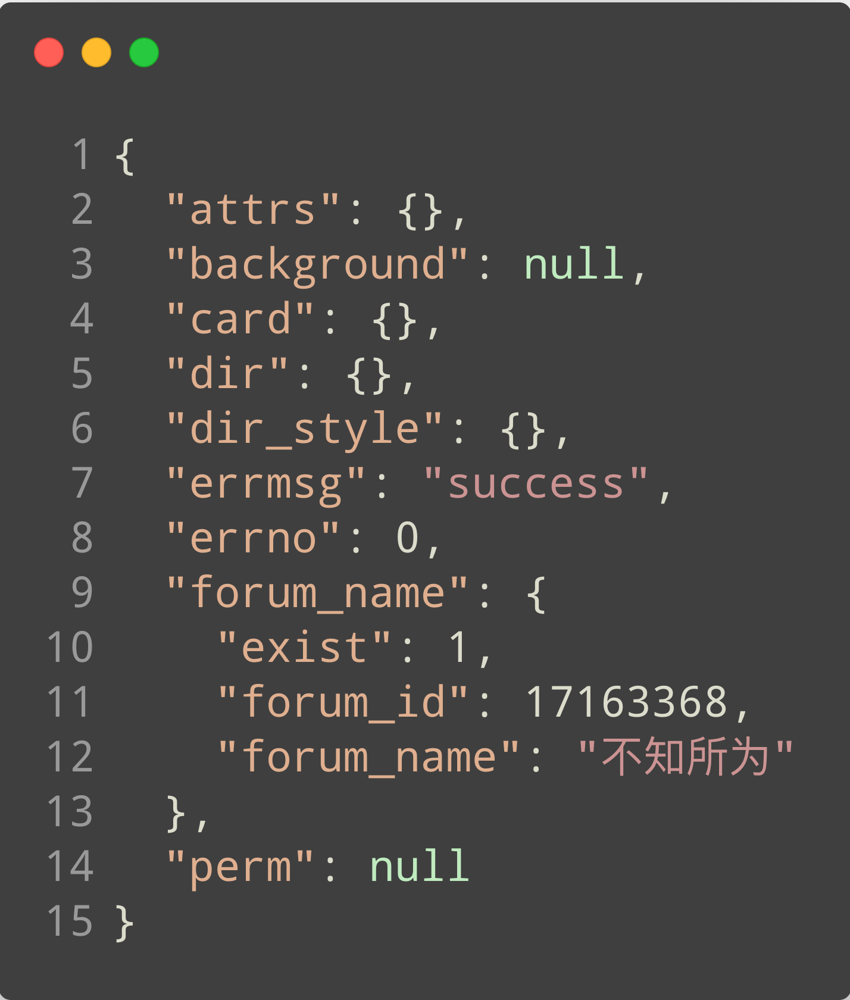 1 {
2   "attrs": {},
3   "background": null,
4   "card": {},
5   "dir": {},
6   "dir_style": {},
7   "errmsg": "success",
8   "errno": 0,
9   "forum_name": {
10     "exist": 1,
11     "forum_id": 17163368,
12     "forum_name": "不知所为"
13   },
14   "perm": null
15 }